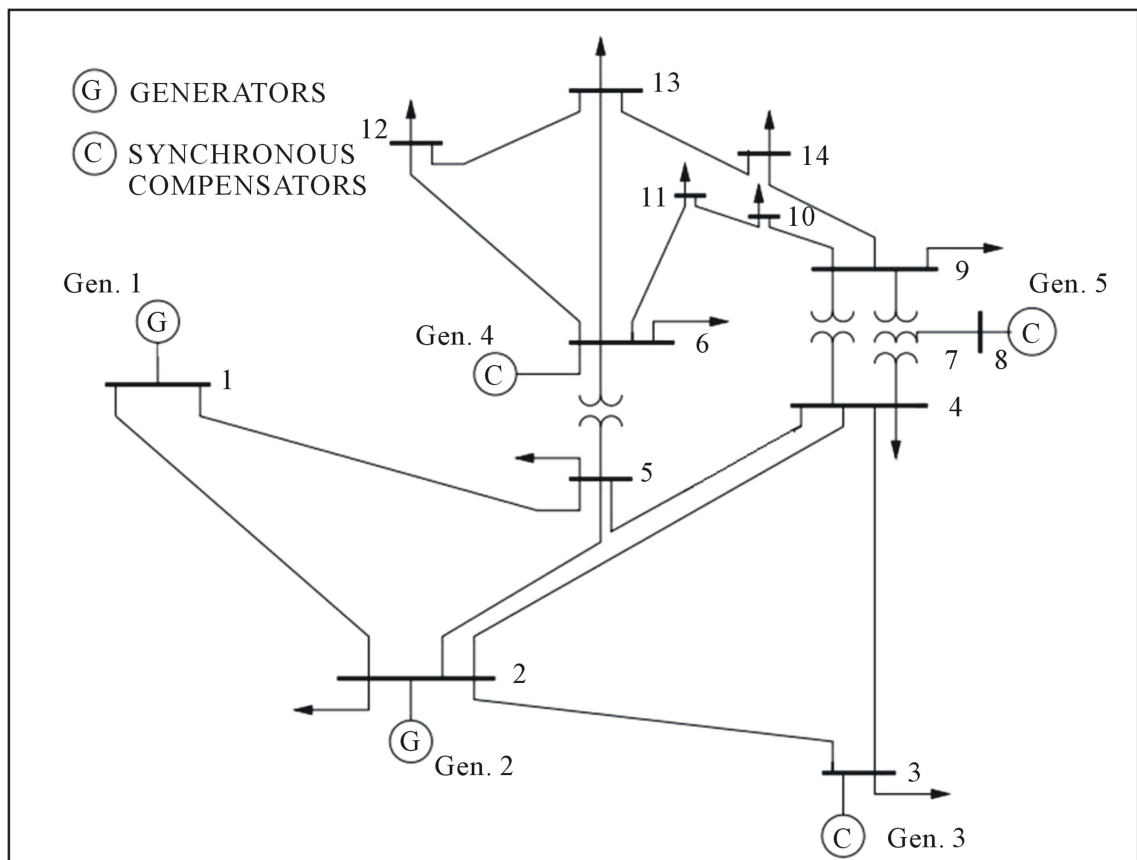 G GENERATORS
C SYNCHRONOUS
COMPENSATORS
13
12
14
11
10
9
Gen. 1
G
Gen. 5
C
Gen. 4
C
6
7
8
1
4
5
2
G
Gen. 2
3
C
Gen. 3